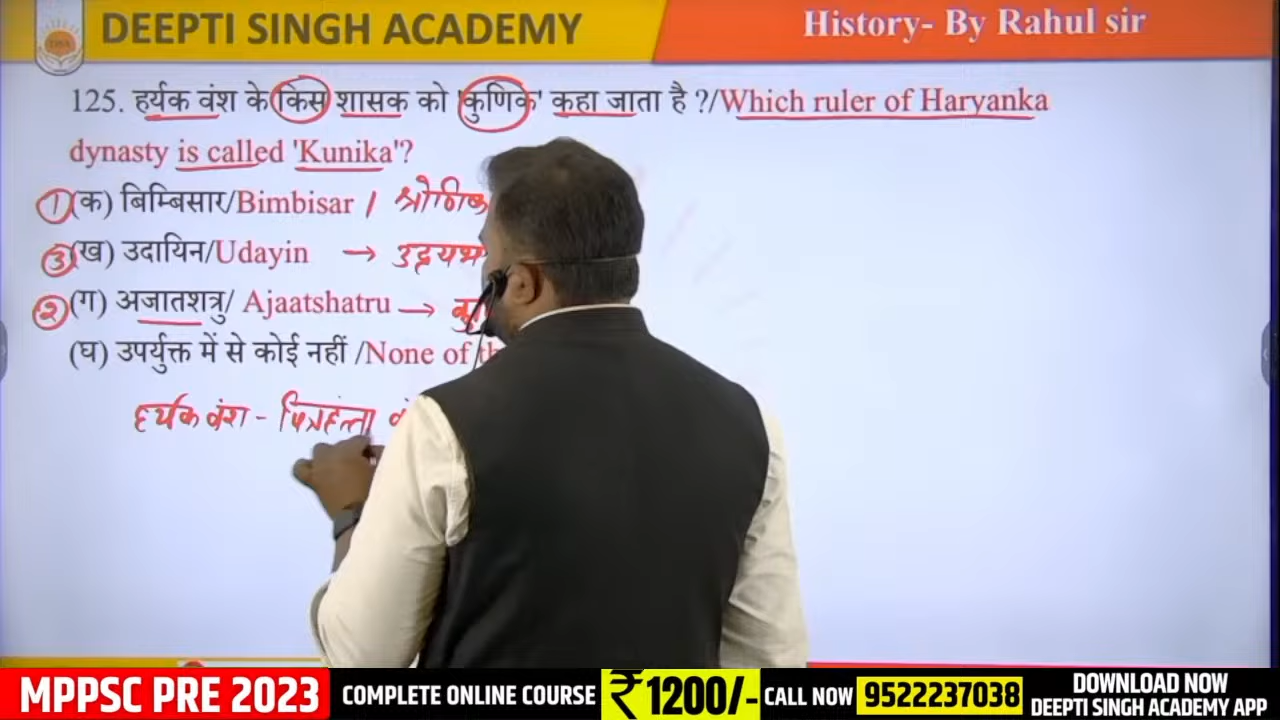 DEEPTI SINGH ACADEMY
History- By Rahul sir
125. हर्यक वंश के किस शासक को 'कुणिक' कहा जाता है ?/Which ruler of Haryanka
dynasty is called 'Kunika'?
① (क) बिम्बिसार/Bimbisar / श्रेणिक
③ (ख) उदायिन/Udayin →
② (ग) अजातशत्रु/ Ajaatshatru → कु
(घ) उपर्युक्त में से कोई नहीं /None of th
हर्यक वंश - पितृहंता वं
MPPSC PRE 2023
COMPLETE ONLINE COURSE
₹1200/-
CALL NOW
9522237038
DOWNLOAD NOW
DEEPTI SINGH ACADEMY APP